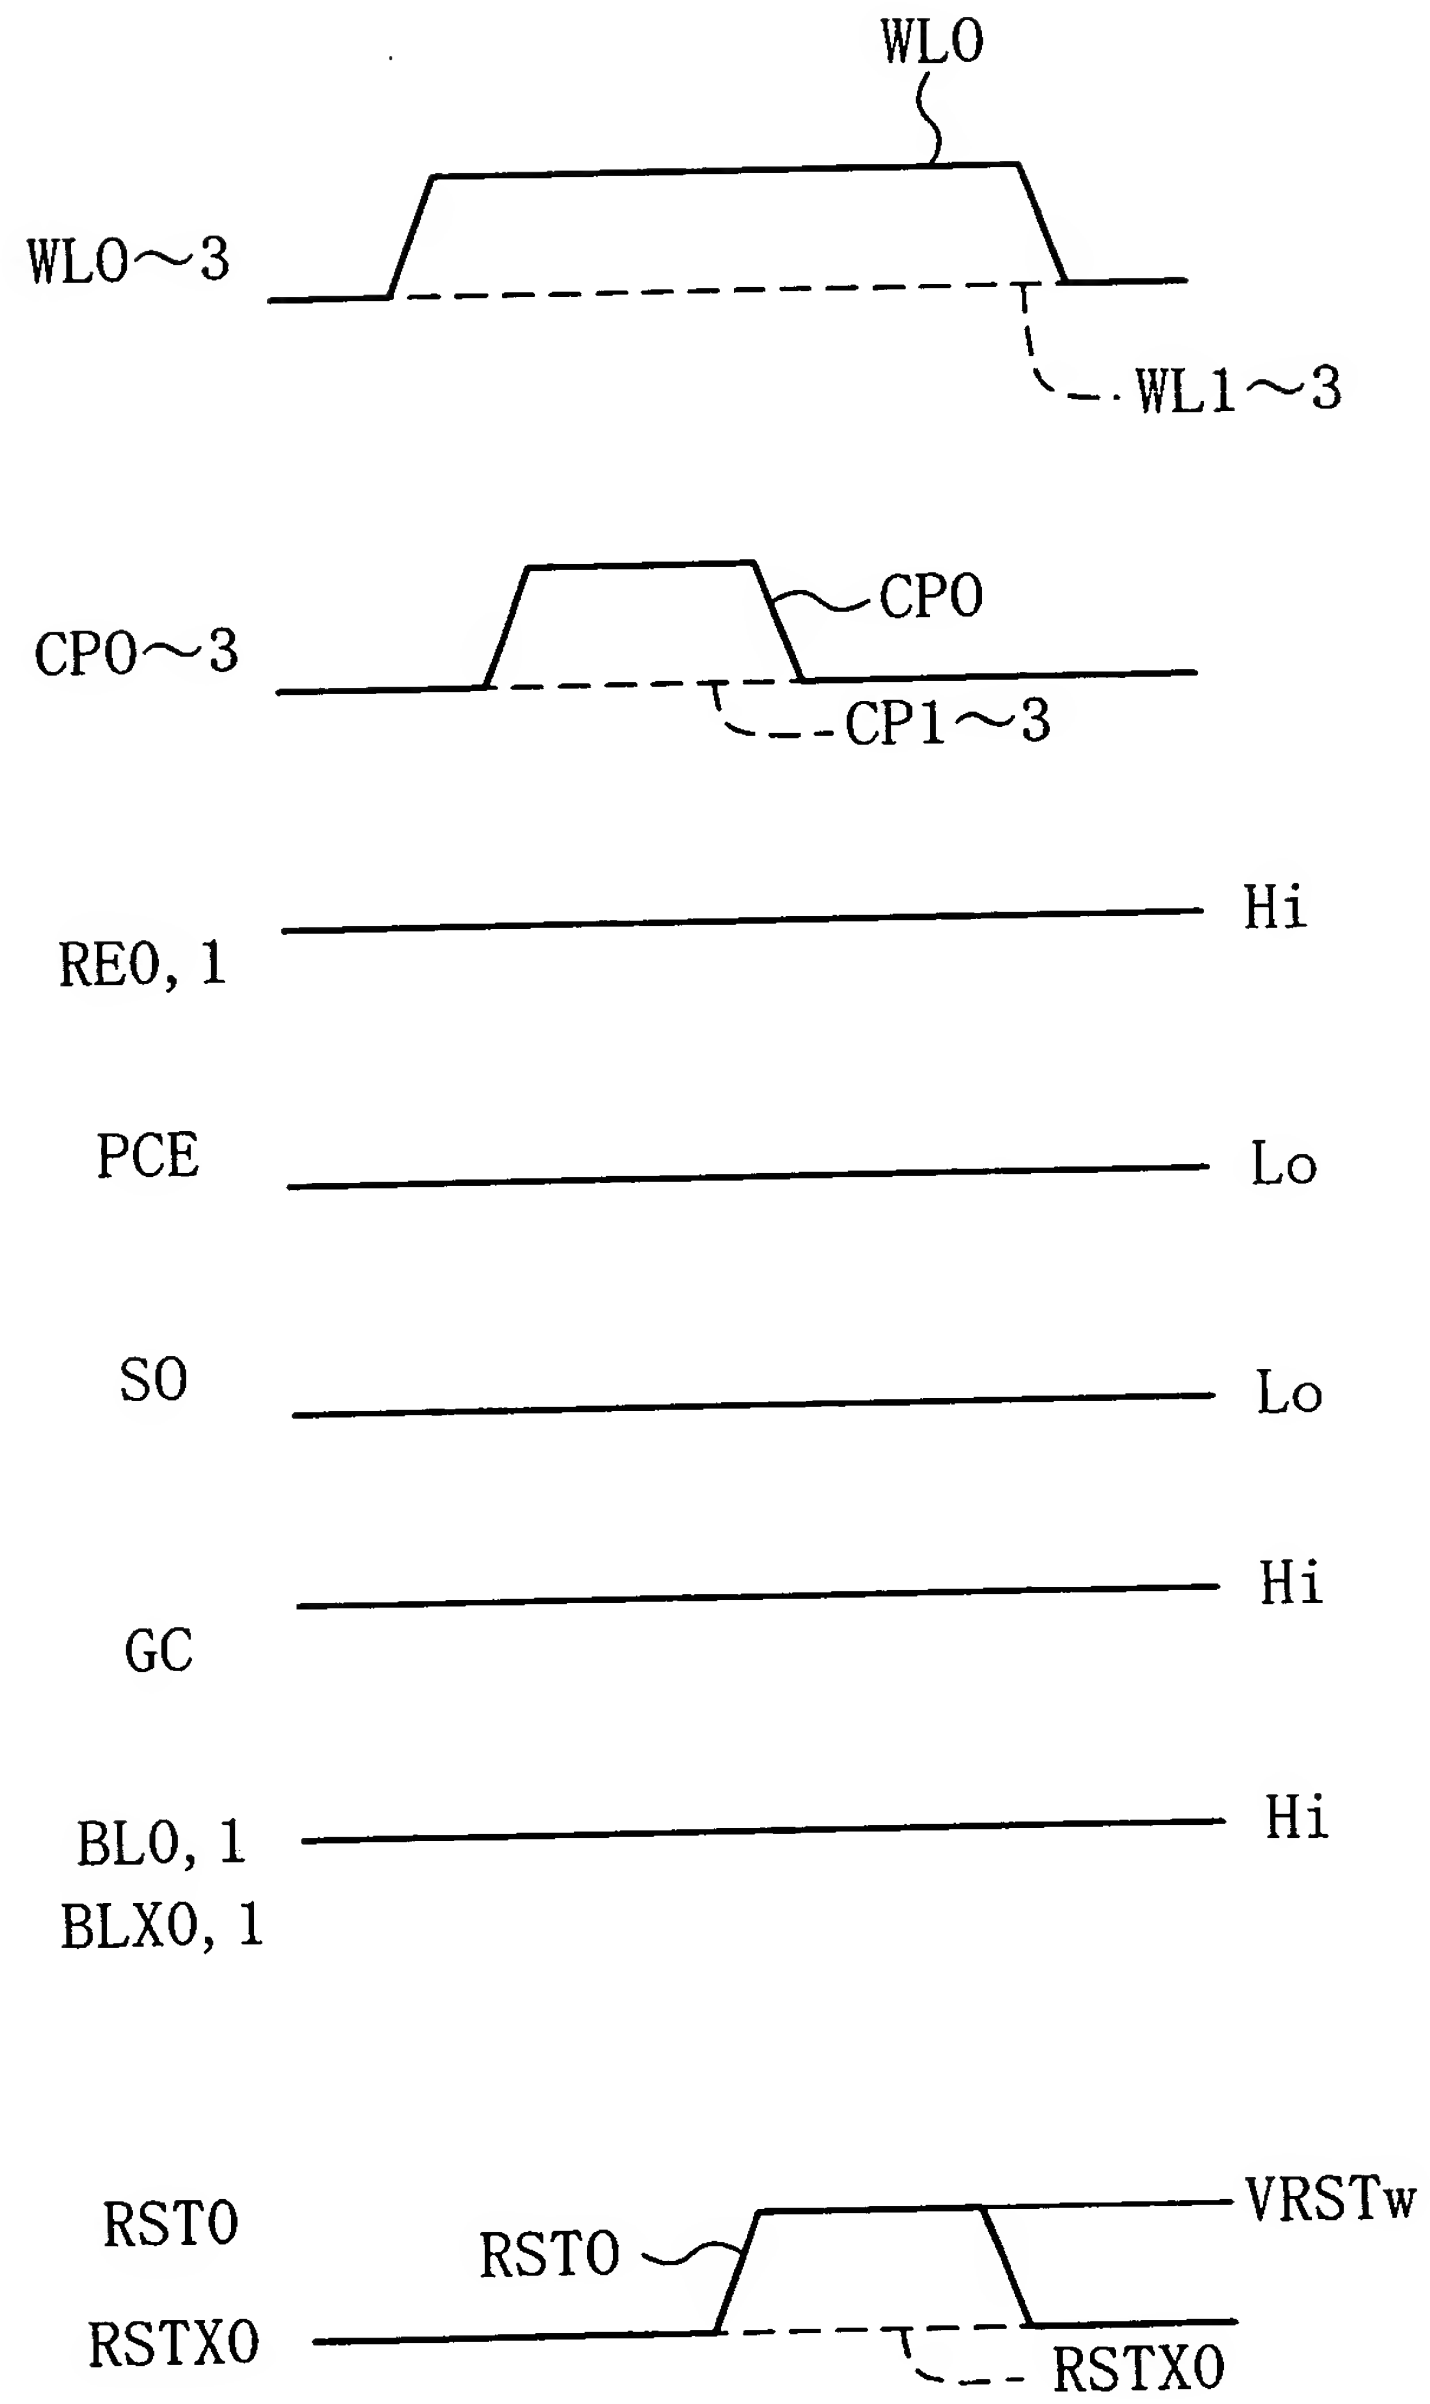 WL0
WL0～3
WL1～3
CP0
CP0～3
CP1～3
Hi
RE0, 1
PCE
Lo
S0
Lo
Hi
GC
Hi
BL0, 1
BLX0, 1
VRSTw
RST0
RST0
RSTX0
RSTX0